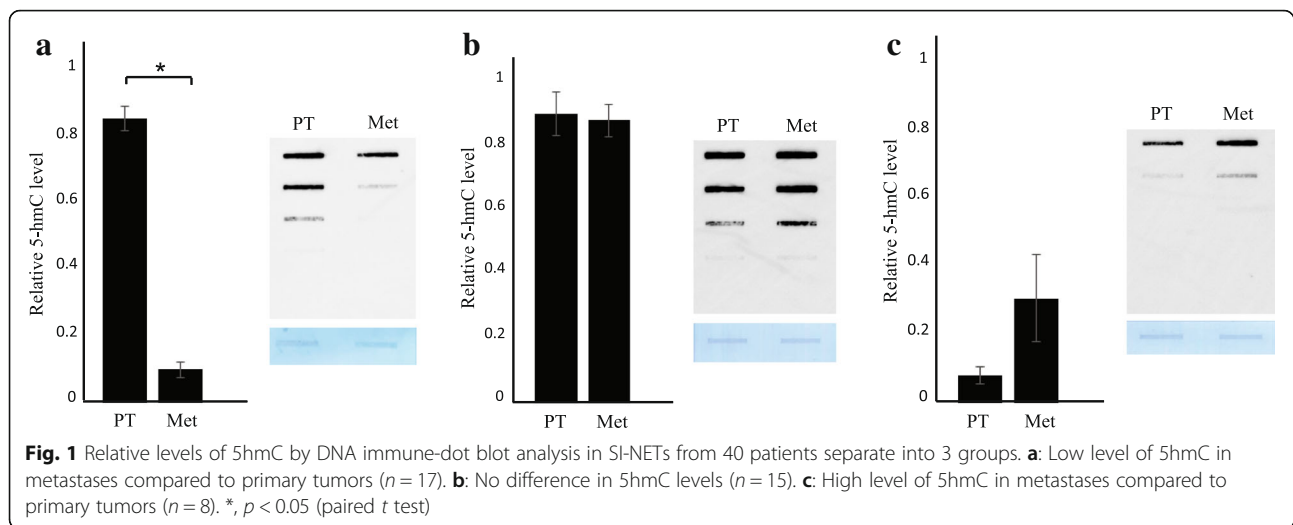 a
1
0.8
0.6
0.4
0.2
0
Relative 5-hmC level
*
PT Met
PT Met
b
1
0.8
0.6
0.4
0.2
0
Relative 5-hmC level
PT Met
PT Met
c
1
0.8
0.6
0.4
0.2
0
Relative 5-hmC level
PT Met
PT Met
Fig. 1 Relative levels of 5hmC by DNA immune-dot blot analysis in SI-NETs from 40 patients separate into 3 groups. a: Low level of 5hmC in
metastases compared to primary tumors (n = 17). b: No difference in 5hmC levels (n = 15). c: High level of 5hmC in metastases compared to
primary tumors (n = 8). *, p < 0.05 (paired t test)